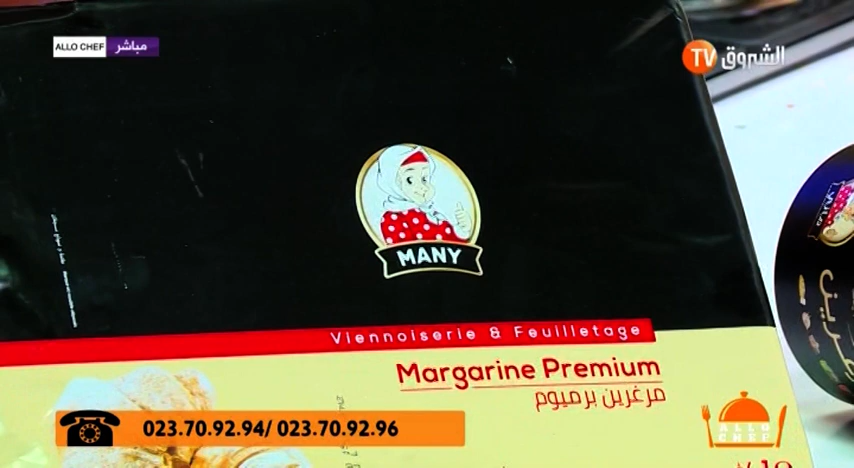 ALLO CHEF مباشر
الشروق TV
MANY
Viennoiserie & Feuilletage
Margarine Premium
مرغرين برميوم
023.70.92.94/ 023.70.92.96
ALLO
CHEF